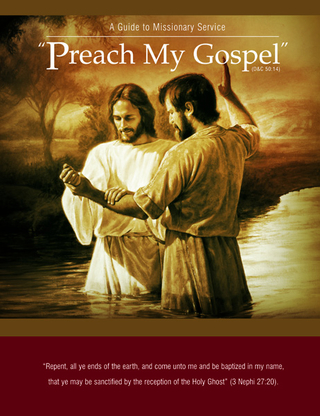 A Guide to Missionary Service
“Preach My Gospel”
(D&C 50:14)
“Repent, all ye ends of the earth, and come unto me and be baptized in my name,
that ye may be sanctified by the reception of the Holy Ghost” (3 Nephi 27:20).